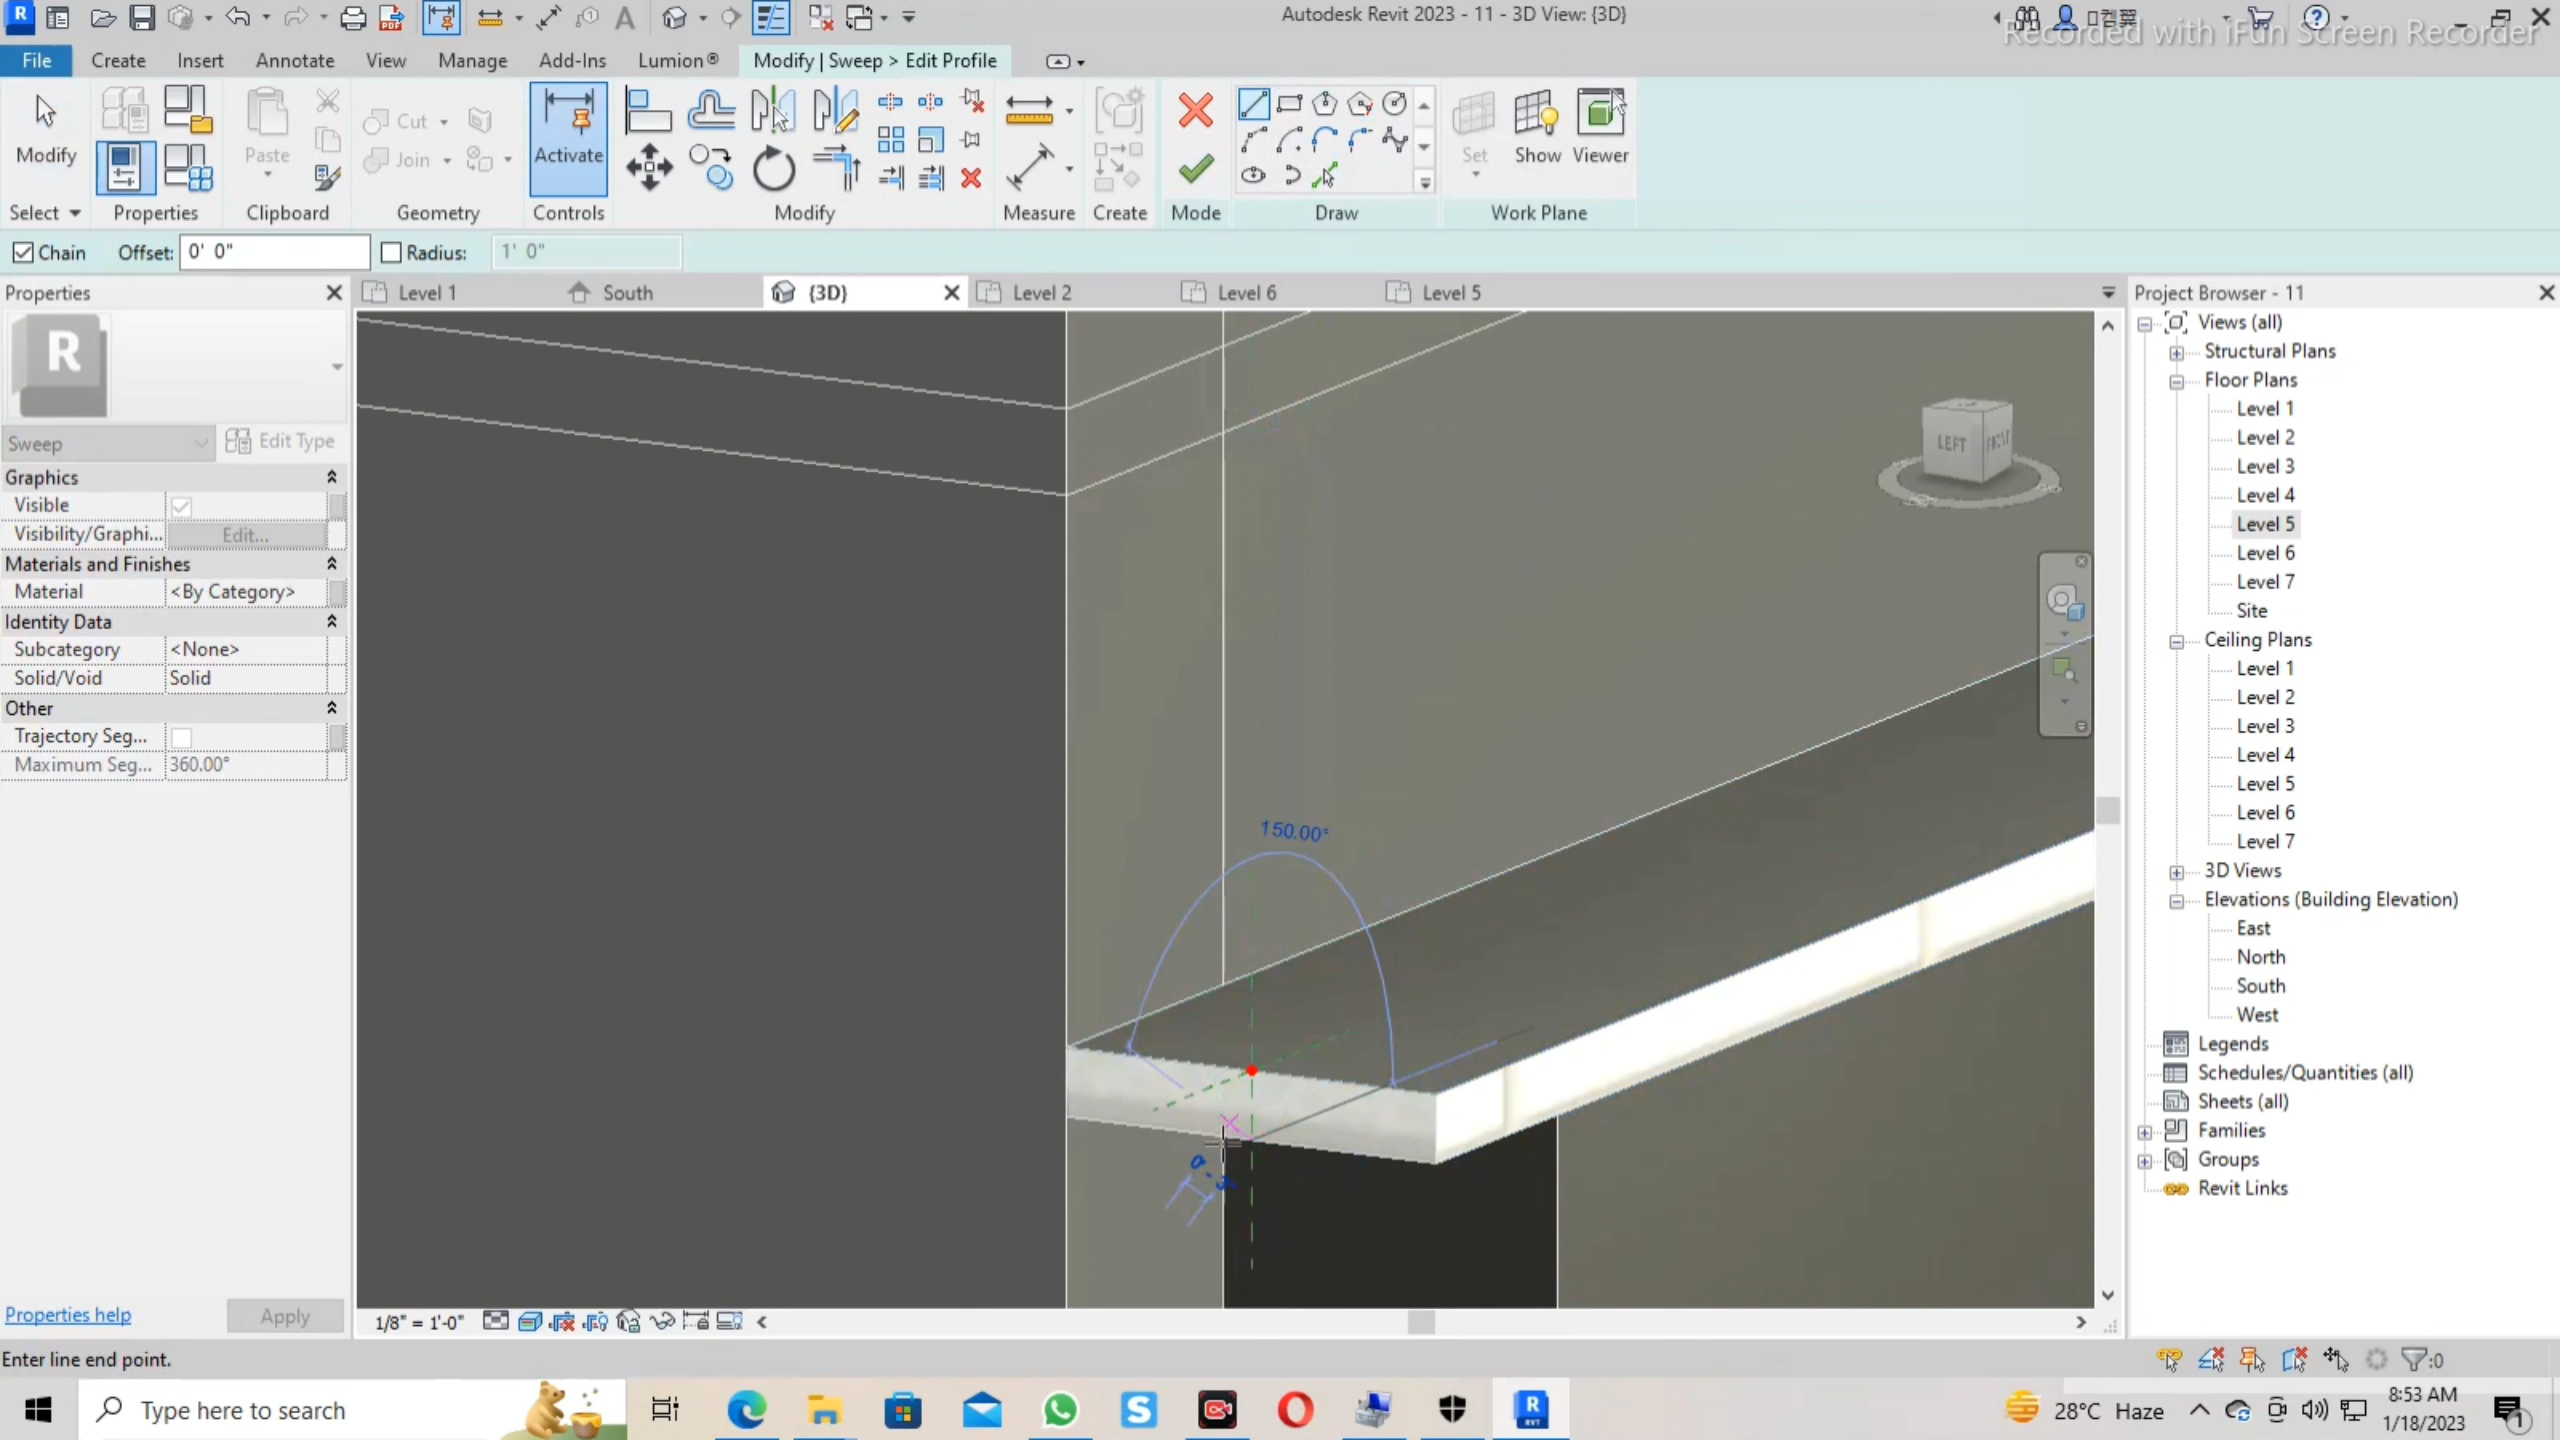 Autodesk Revit 2023 - 11 - 3D View: {3D}
Recorded with iFun Screen Recorder
File Create Insert Annotate View Manage Add-Ins Lumion® Modify | Sweep > Edit Profile
Modify Paste Cut Join Activate Set Show Viewer
Select Properties Clipboard Geometry Controls Modify Measure Create Mode Draw Work Plane
Chain Offset: 0' 0" Radius: 1' 0"
Properties
Level 1 South {3D} Level 2 Level 6 Level 5
Project Browser - 11
R
Sweep Edit Type
Graphics
Visible
Visibility/Graphi... Edit...
Materials and Finishes
Material <By Category>
Identity Data
Subcategory <None>
Solid/Void Solid
Other
Trajectory Seg...
Maximum Seg... 360.00°
Properties help Apply
LEFT FRONT
150.00°
1/8" = 1'-0"
Views (all)
Structural Plans
Floor Plans
Level 1
Level 2
Level 3
Level 4
Level 5
Level 6
Level 7
Site
Ceiling Plans
Level 1
Level 2
Level 3
Level 4
Level 5
Level 6
Level 7
3D Views
Elevations (Building Elevation)
East
North
South
West
Legends
Schedules/Quantities (all)
Sheets (all)
Families
Groups
Revit Links
Enter line end point.
:0
Type here to search
28°C Haze
8:53 AM
1/18/2023
1